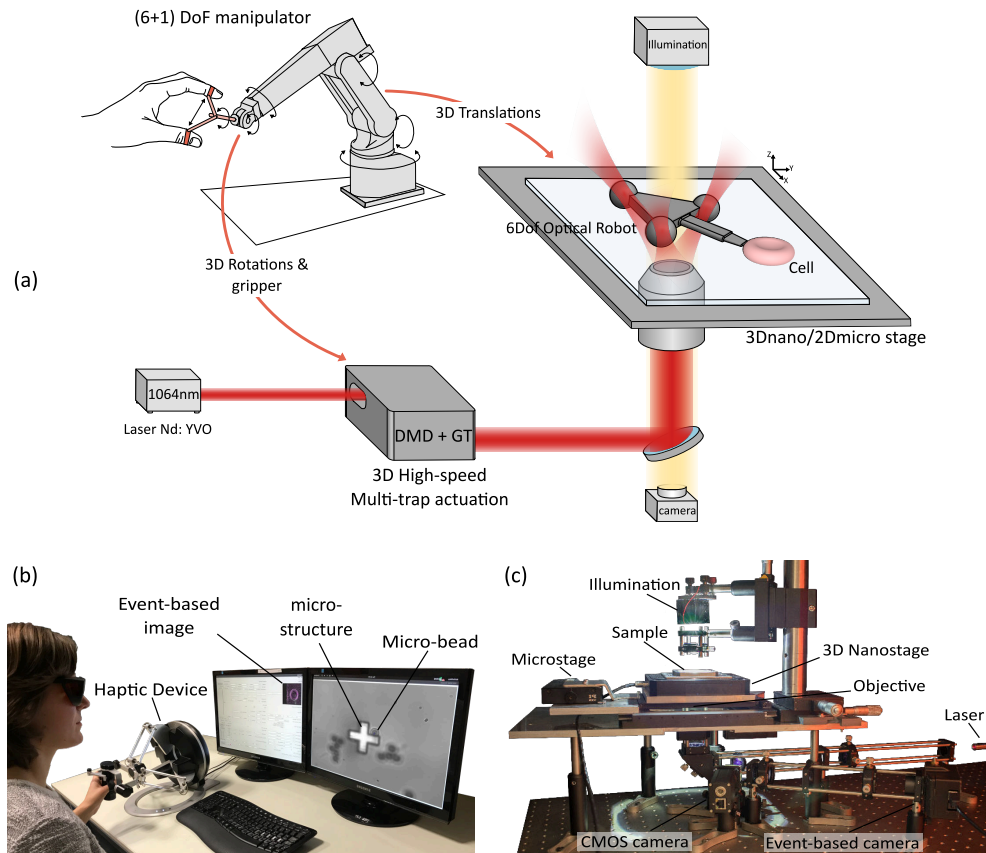 (6+1) DoF manipulator
Illumination
3D Translations
Z
Y
X
6Dof Optical Robot
Cell
(a)
3D Rotations &
gripper
3Dnano/2Dmicro stage
1064nm
Laser Nd: YVO
DMD + GT
3D High-speed
Multi-trap actuation
camera
(b)
Event-based
image
micro-
structure
Micro-bead
Haptic Device
(c)
Illumination
Sample
Microstage
3D Nanostage
Objective
Laser
CMOS camera
Event-based camera